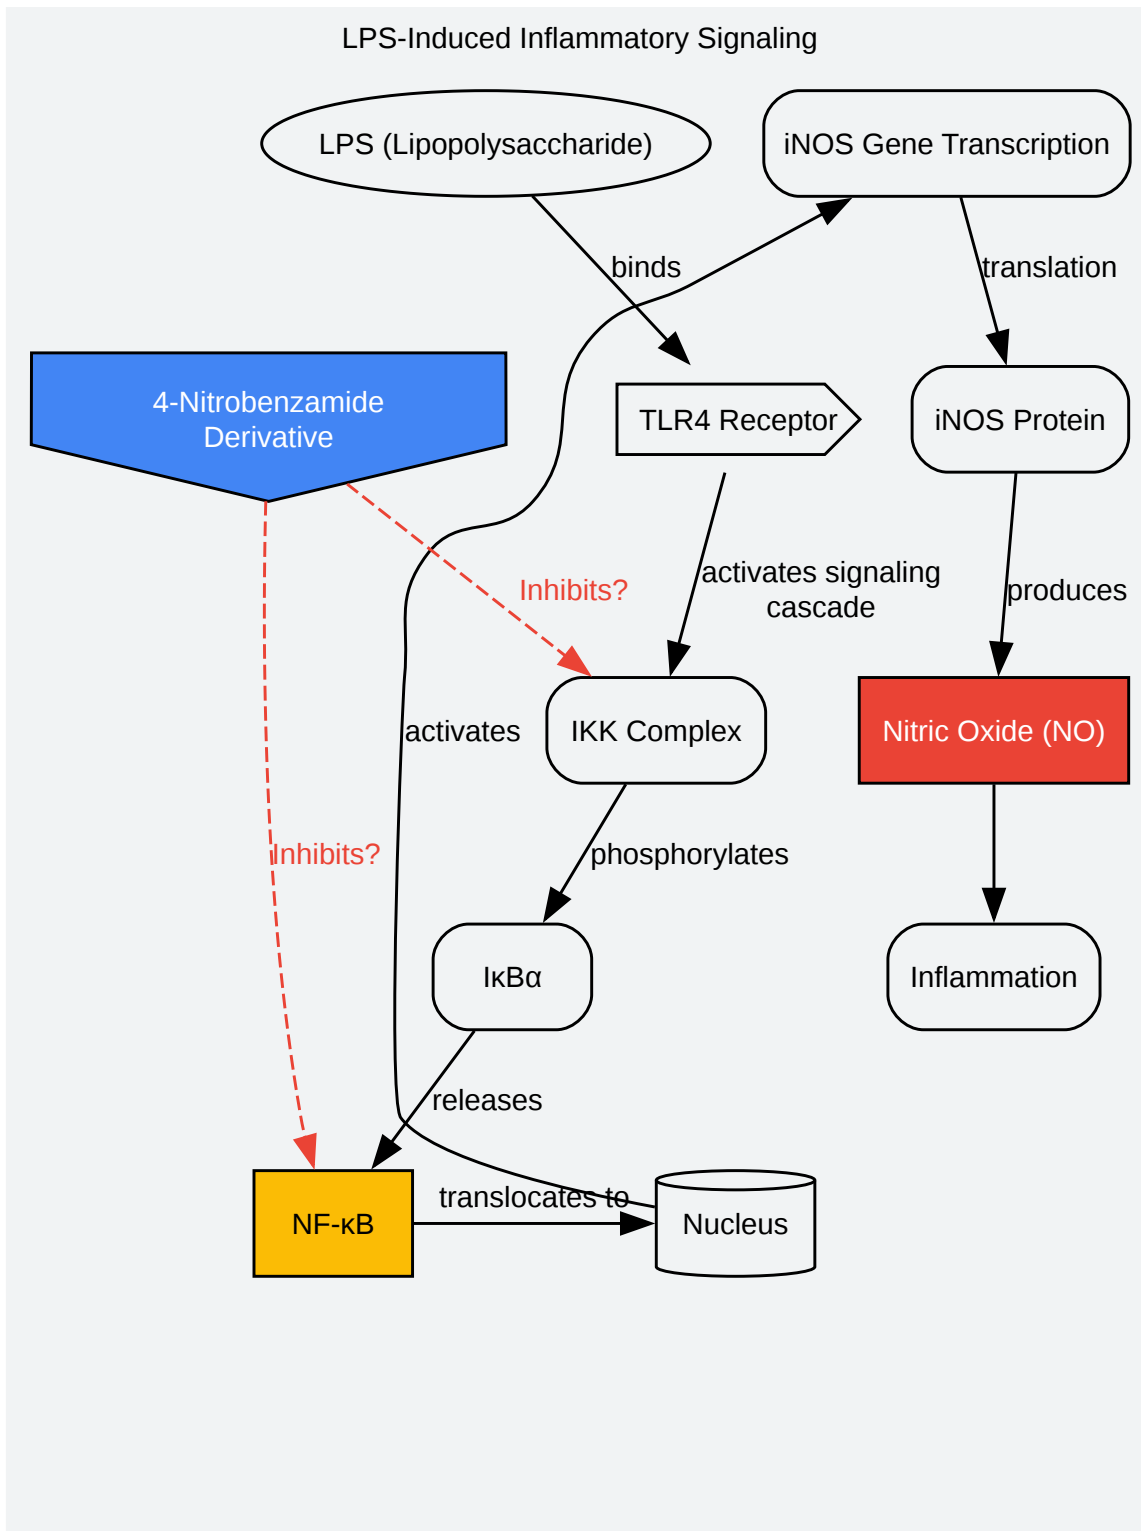 LPS-Induced Inflammatory Signaling
LPS (Lipopolysaccharide)
iNOS Gene Transcription
binds
translation
4-Nitrobenzamide
Derivative
TLR4 Receptor
iNOS Protein
Inhibits?
activates signaling
cascade
produces
activates
IKK Complex
Nitric Oxide (NO)
Inhibits?
phosphorylates
IκBα
Inflammation
releases
translocates to
NF-κB
Nucleus